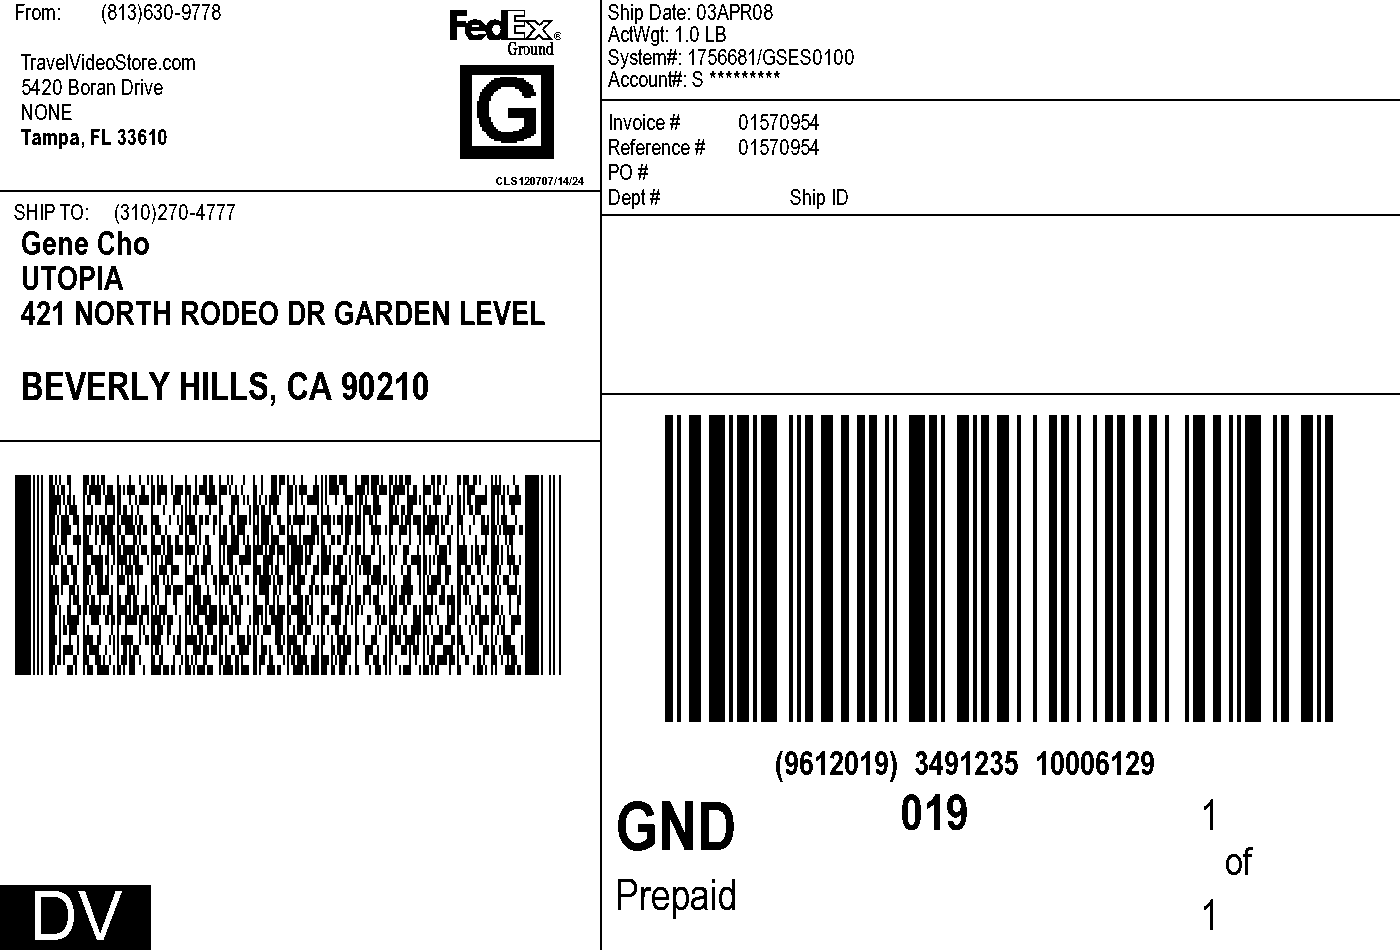 From: (813)630-9778
TravelVideoStore.com
5420 Boran Drive
NONE
Tampa, FL 33610
FedEx®
Ground
G
CLS120707/14/24
SHIP TO: (310)270-4777
Gene Cho
UTOPIA
421 NORTH RODEO DR GARDEN LEVEL
BEVERLY HILLS, CA 90210
DV
Ship Date: 03APR08
ActWgt: 1.0 LB
System#: 1756681/GSES0100
Account#: S *********
Invoice # 01570954
Reference # 01570954
PO #
Dept # Ship ID
(9612019) 3491235 10006129
GND 019 1
of
Prepaid 1